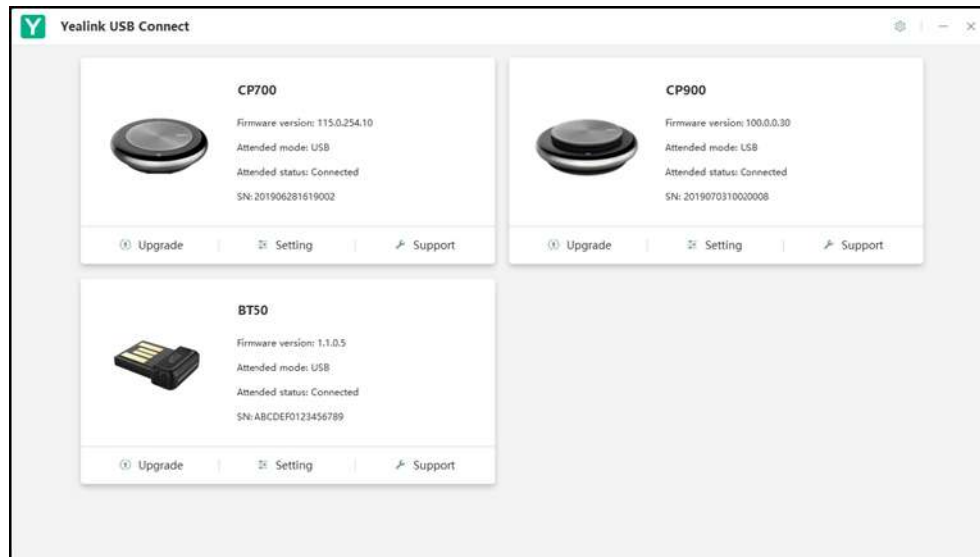 Yealink USB Connect
CP700
Firmware version: 115.0.254.10
Attended mode: USB
Attended status: Connected
SN: 201906281619002
Upgrade
Setting
Support
CP900
Firmware version: 100.0.0.30
Attended mode: USB
Attended status: Connected
SN: 2019070310020008
Upgrade
Setting
Support
BT50
Firmware version: 1.1.0.5
Attended mode: USB
Attended status: Connected
SN: ABCDEF0123456789
Upgrade
Setting
Support